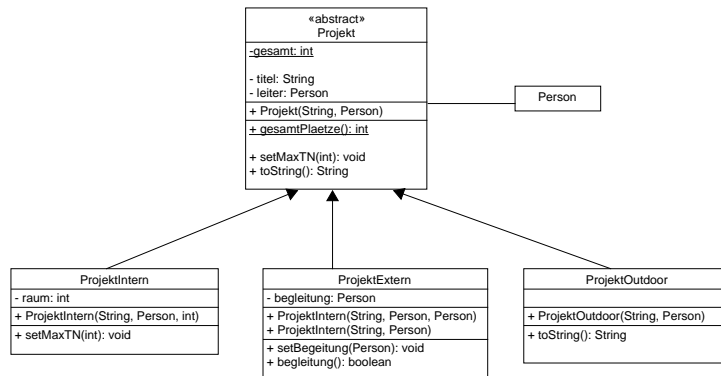 «abstract»
Projekt
-gesamt: int
- titel: String
- leiter: Person
+ Projekt(String, Person)
+ gesamtPlaetze(): int
+ setMaxTN(int): void
+ toString(): String
Person
ProjektIntern
- raum: int
+ ProjektIntern(String, Person, int)
+ setMaxTN(int): void
ProjektExtern
- begleitung: Person
+ ProjektIntern(String, Person, Person)
+ ProjektIntern(String, Person)
+ setBegeitung(Person): void
+ begleitung(): boolean
ProjektOutdoor
+ ProjektOutdoor(String, Person)
+ toString(): String